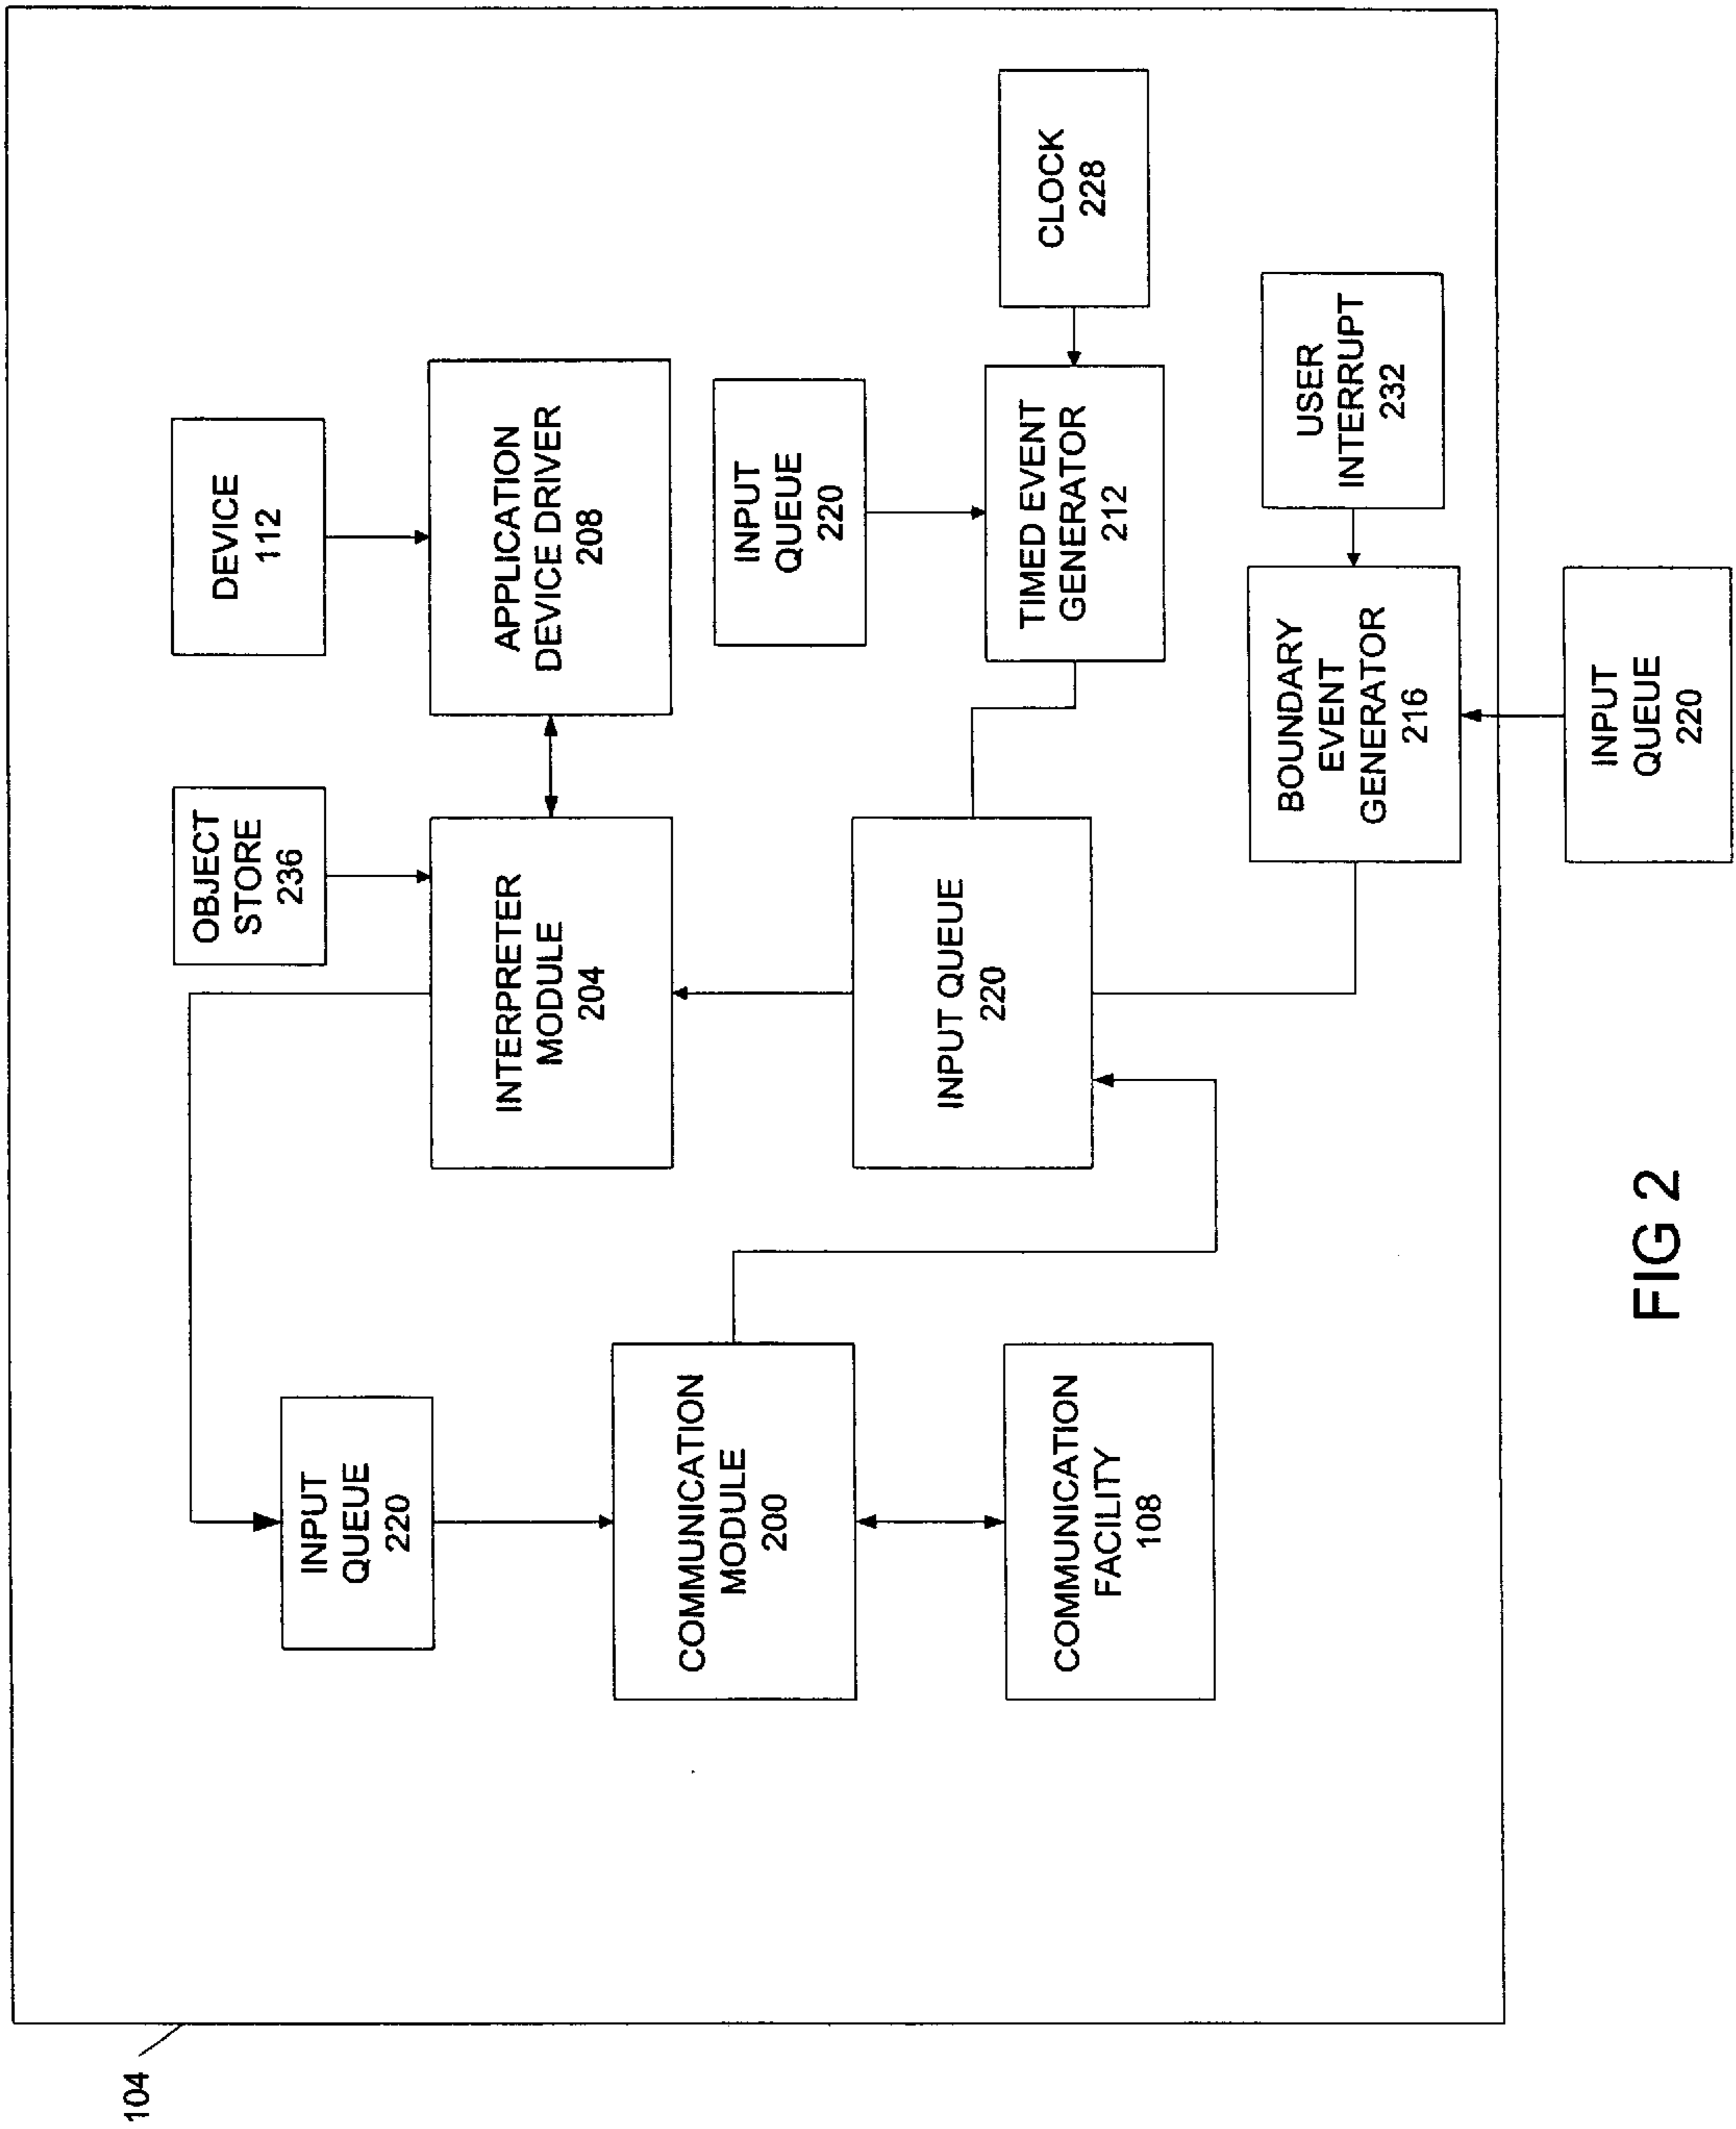 104
DEVICE
112
OBJECT
STORE
236
INPUT
QUEUE
220
APPLICATION
DEVICE DRIVER
208
INTERPRETER
MODULE
204
COMMUNICATION
MODULE
200
INPUT
QUEUE
220
INPUT QUEUE
220
CLOCK
228
TIMED EVENT
GENERATOR
212
COMMUNICATION
FACILITY
108
USER
INTERRUPT
232
BOUNDARY
EVENT
GENERATOR
216
INPUT
QUEUE
220
FIG 2